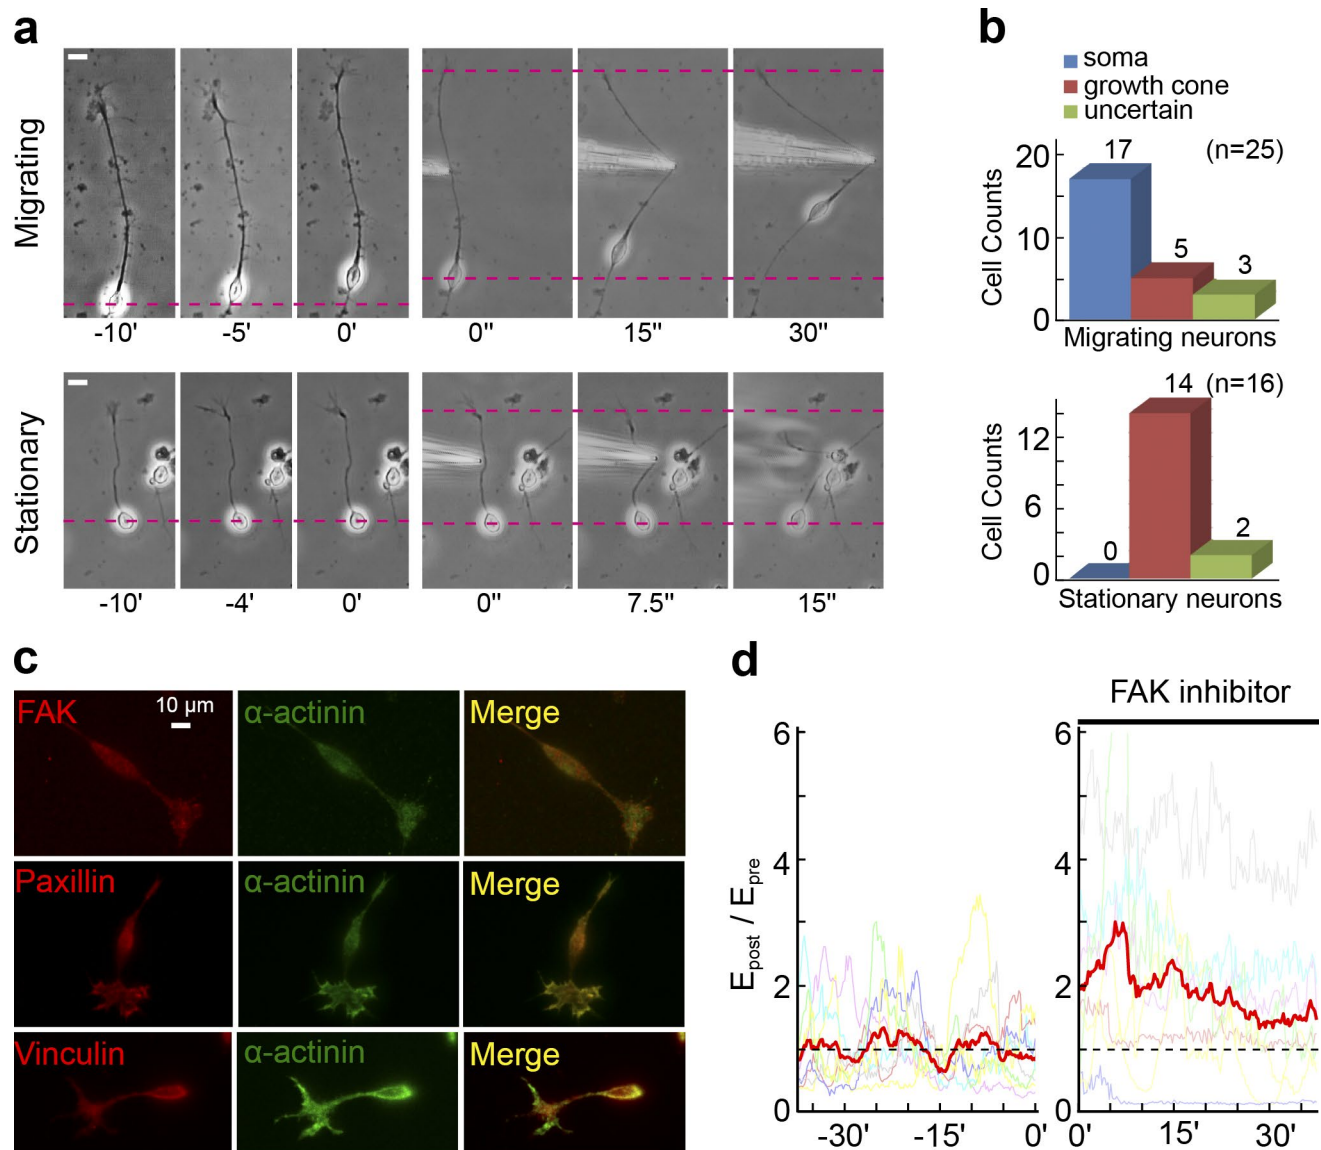 a
Migrating
-10' -5' 0' 0" 15" 30"
Stationary
-10' -4' 0' 0" 7.5" 15"
b
soma
growth cone
uncertain
20
10
0
Cell Counts
17
5
3
(n=25)
Migrating neurons
12
6
0
Cell Counts
0
14
2
(n=16)
Stationary neurons
c
FAK
10 µm
α-actinin
Merge
Paxillin
α-actinin
Merge
Vinculin
α-actinin
Merge
d
Epost / Epre
6
4
2
0
-30' -15' 0'
FAK inhibitor
6
4
2
0
0' 15' 30'